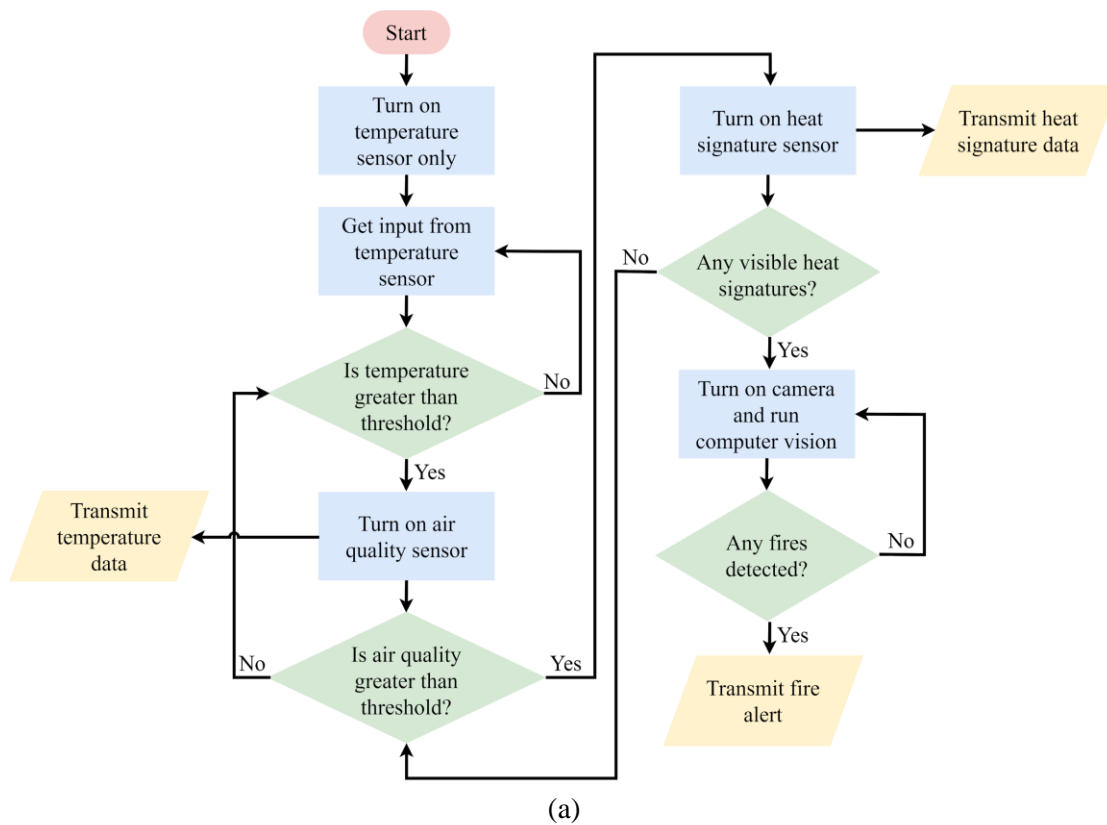 Start
Turn on
temperature
sensor only
Get input from
temperature
sensor
Is temperature
greater than
threshold?
No
Yes
Turn on air
quality sensor
Transmit
temperature
data
Is air quality
greater than
threshold?
No
Yes
Turn on heat
signature sensor
Transmit heat
signature data
Any visible heat
signatures?
No
Yes
Turn on camera
and run
computer vision
Any fires
detected?
No
Yes
Transmit fire
alert
(a)